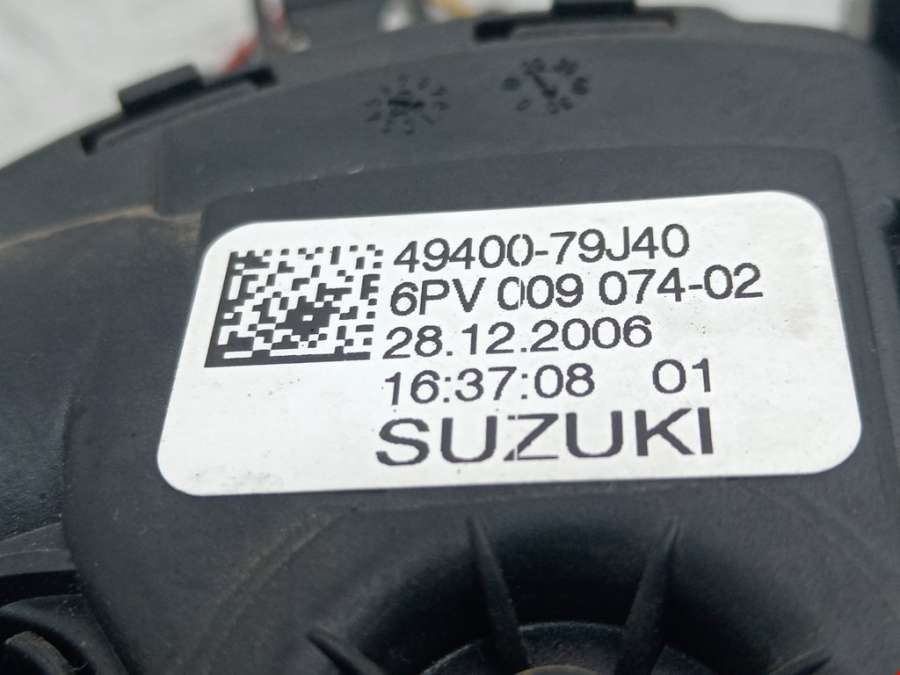 49400-79J40
6PV 009 074-02
28.12.2006
16:37:08 01
SUZUKI